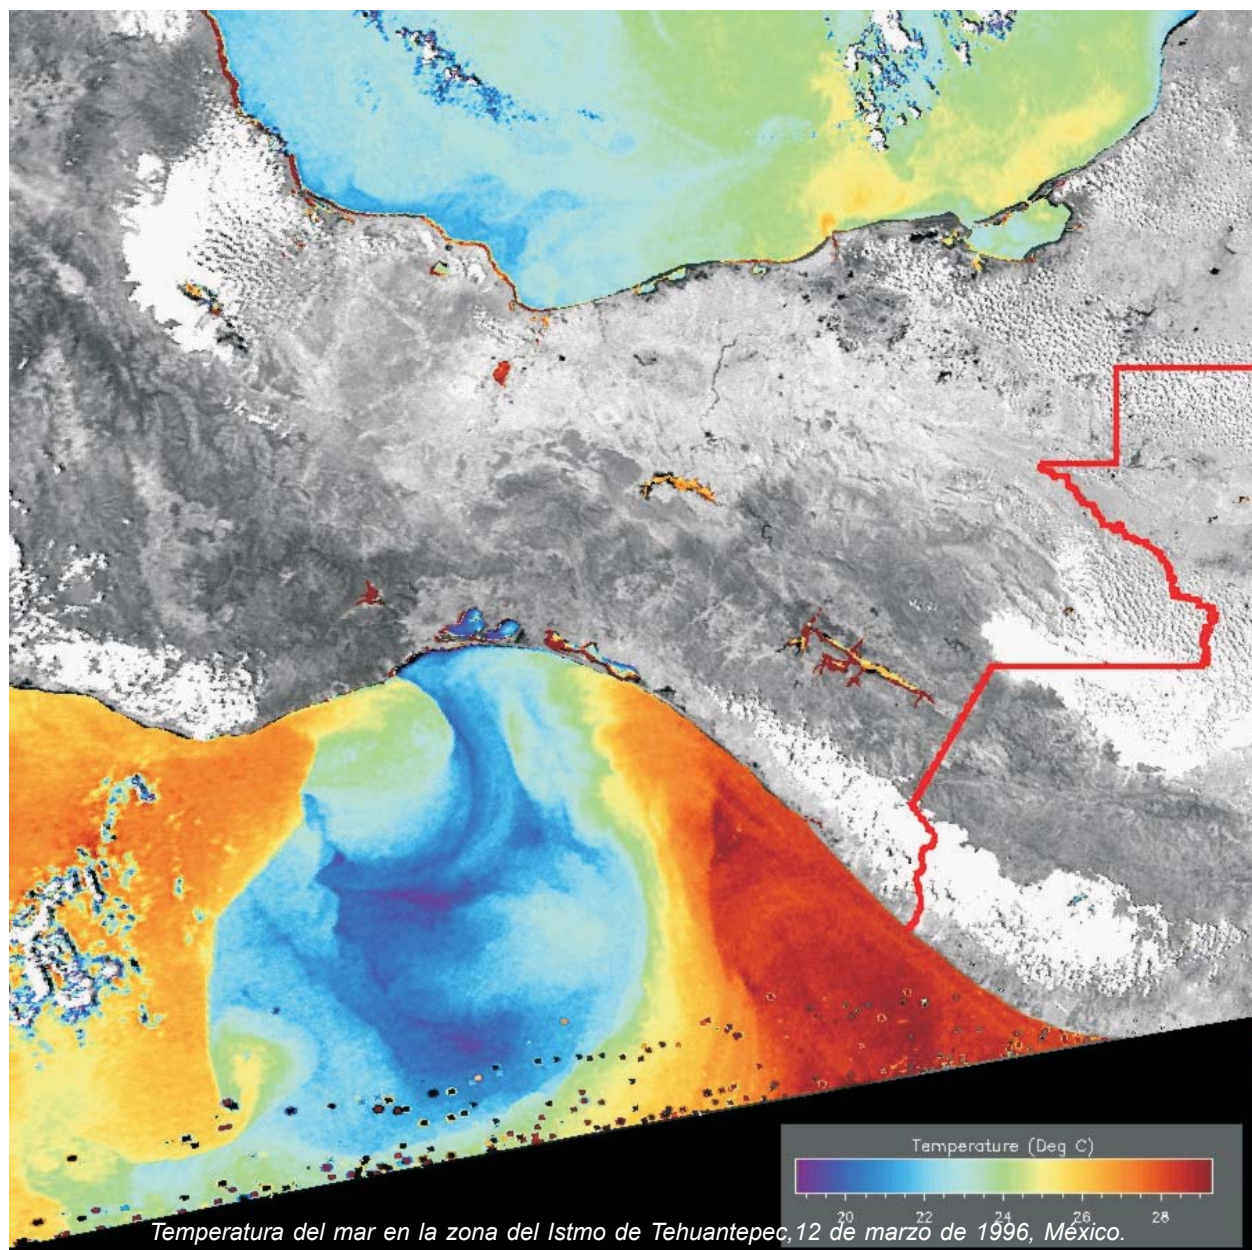 Temperature (Deg C)
20 22 24 26 28
Temperatura del mar en la zona del Istmo de Tehuantepec,12 de marzo de 1996, México.